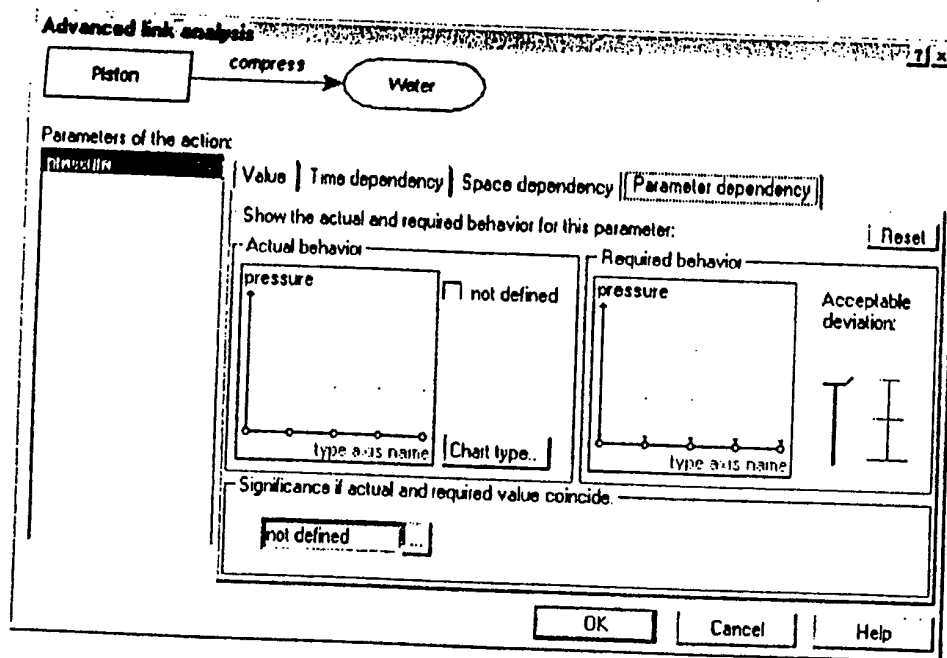 Advanced link analysis
? x
Piston
compress
Water
Parameters of the action:
pressure
Value
Time dependency
Space dependency
Parameter dependency
Show the actual and required behavior for this parameter:
Reset
Actual behavior
pressure
not defined
type axis name
Chart type..
Required behavior
pressure
Acceptable
deviation:
type axis name
Significance if actual and required value coincide.
not defined
...
OK
Cancel
Help